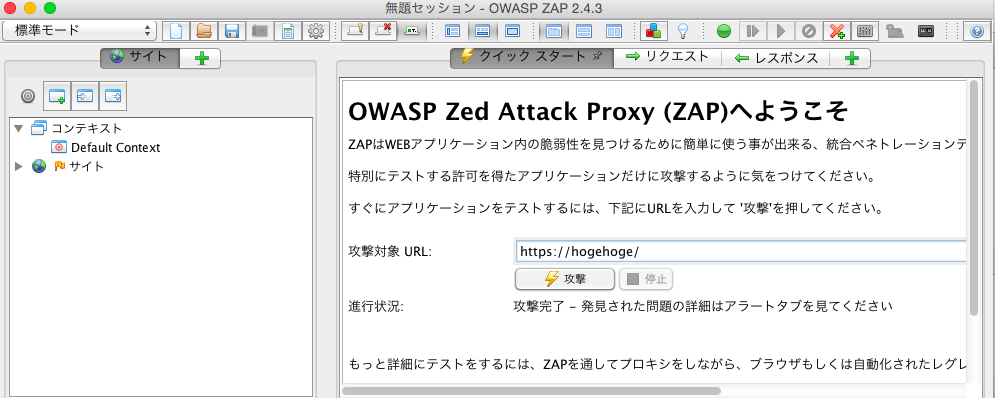 無題セッション - OWASP ZAP 2.4.3
標準モード
サイト
クイック スタート
リクエスト
レスポンス
コンテキスト
Default Context
サイト
OWASP Zed Attack Proxy (ZAP)へようこそ
ZAPはWEBアプリケーション内の脆弱性を見つけるために簡単に使う事が出来る、統合ペネトレーションテ
特別にテストする許可を得たアプリケーションだけに攻撃するように気をつけてください。
すぐにアプリケーションをテストするには、下記にURLを入力して '攻撃'を押してください。
攻撃対象 URL:
https://hogehoge/
攻撃
停止
進行状況:
攻撃完了 - 発見された問題の詳細はアラートタブを見てください
もっと詳細にテストをするには、ZAPを通してプロキシをしながら、ブラウザもしくは自動化されたレグレ